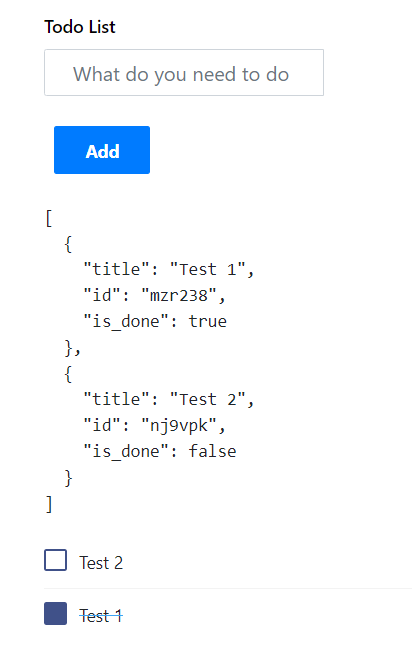 Todo List
What do you need to do
Add
[
  {
    "title": "Test 1",
    "id": "mzr238",
    "is_done": true
  },
  {
    "title": "Test 2",
    "id": "nj9vpk",
    "is_done": false
  }
]
Test 2
Test 1